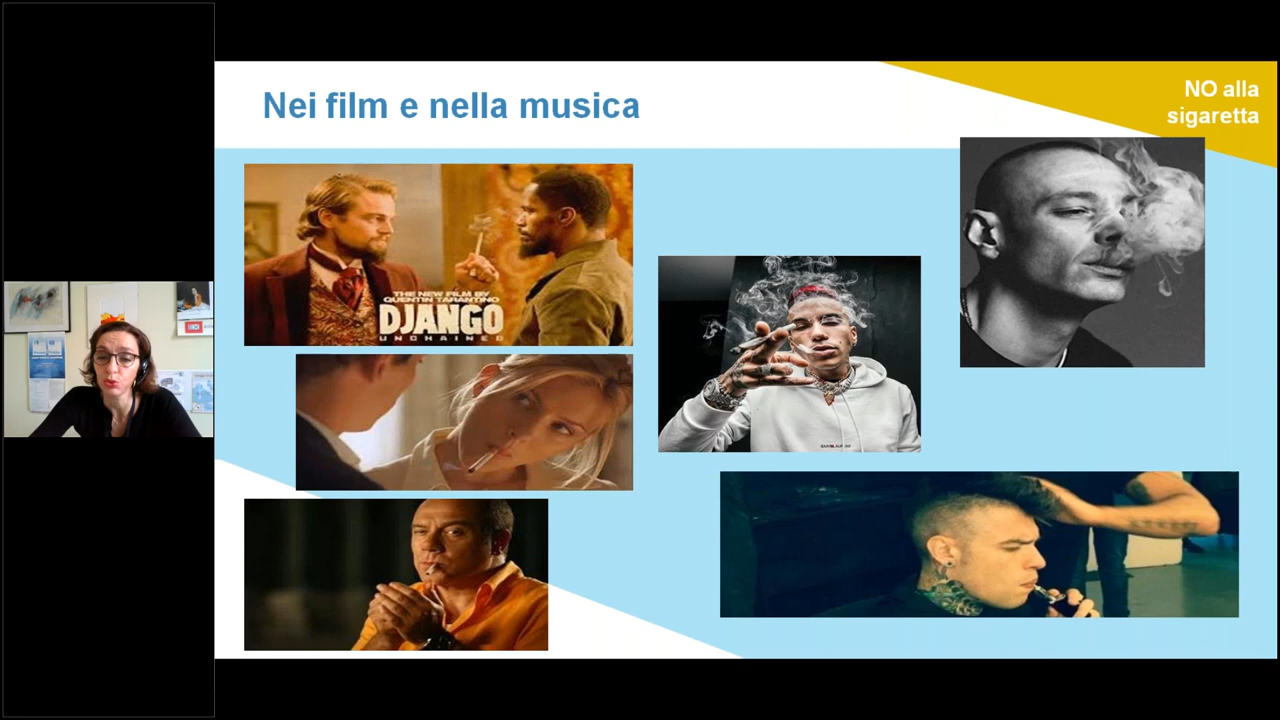 Nei film e nella musica
NO alla
sigaretta
THE NEW FILM BY
QUENTIN TARANTINO
DJANGO
UNCHAINED